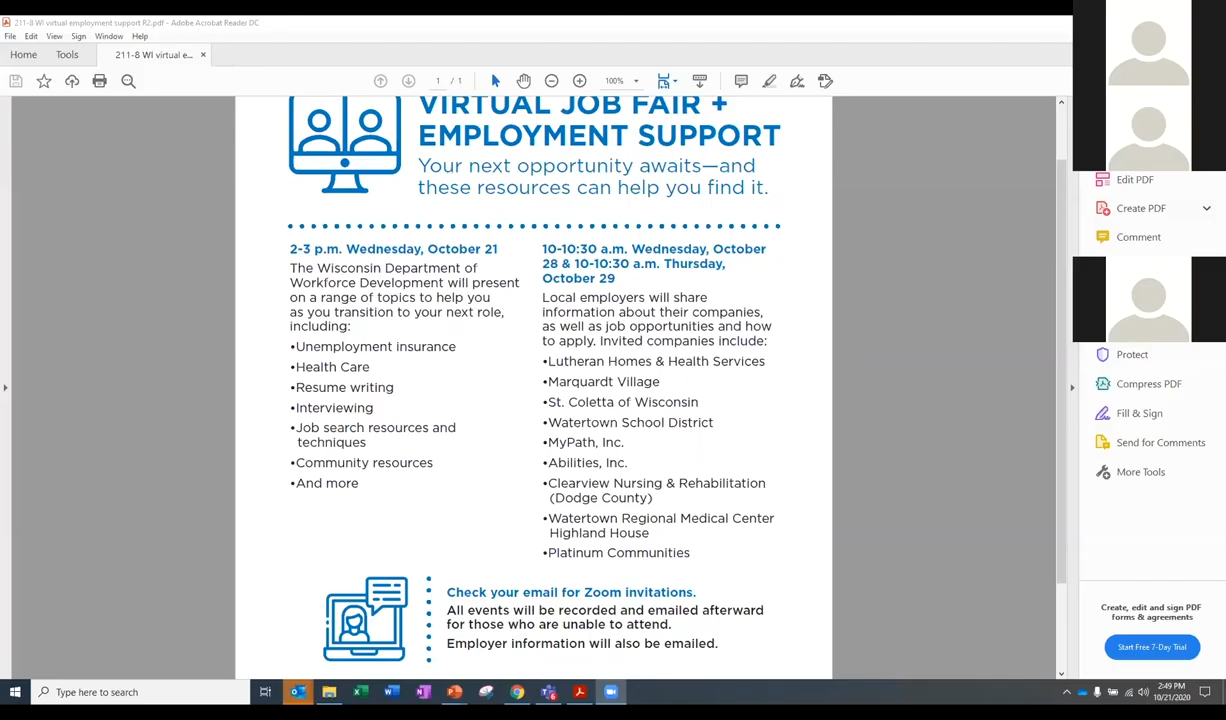 211-8 WI virtual employment support R2.pdf - Adobe Acrobat Reader DC
File Edit View Sign Window Help
Home Tools 211-8 WI virtual e... ×
1 / 1 100%
VIRTUAL JOB FAIR +
EMPLOYMENT SUPPORT
Your next opportunity awaits—and
these resources can help you find it.
2-3 p.m. Wednesday, October 21
The Wisconsin Department of
Workforce Development will present
on a range of topics to help you
as you transition to your next role,
including:
•Unemployment insurance
•Health Care
•Resume writing
•Interviewing
•Job search resources and
techniques
•Community resources
•And more
10-10:30 a.m. Wednesday, October
28 & 10-10:30 a.m. Thursday,
October 29
Local employers will share
information about their companies,
as well as job opportunities and how
to apply. Invited companies include:
•Lutheran Homes & Health Services
•Marquardt Village
•St. Coletta of Wisconsin
•Watertown School District
•MyPath, Inc.
•Abilities, Inc.
•Clearview Nursing & Rehabilitation
(Dodge County)
•Watertown Regional Medical Center
Highland House
•Platinum Communities
Check your email for Zoom invitations.
All events will be recorded and emailed afterward
for those who are unable to attend.
Employer information will also be emailed.
Edit PDF
Create PDF
Comment
Protect
Compress PDF
Fill & Sign
Send for Comments
More Tools
Create, edit and sign PDF
forms & agreements
Start Free 7-Day Trial
Type here to search
2:49 PM
10/21/2020